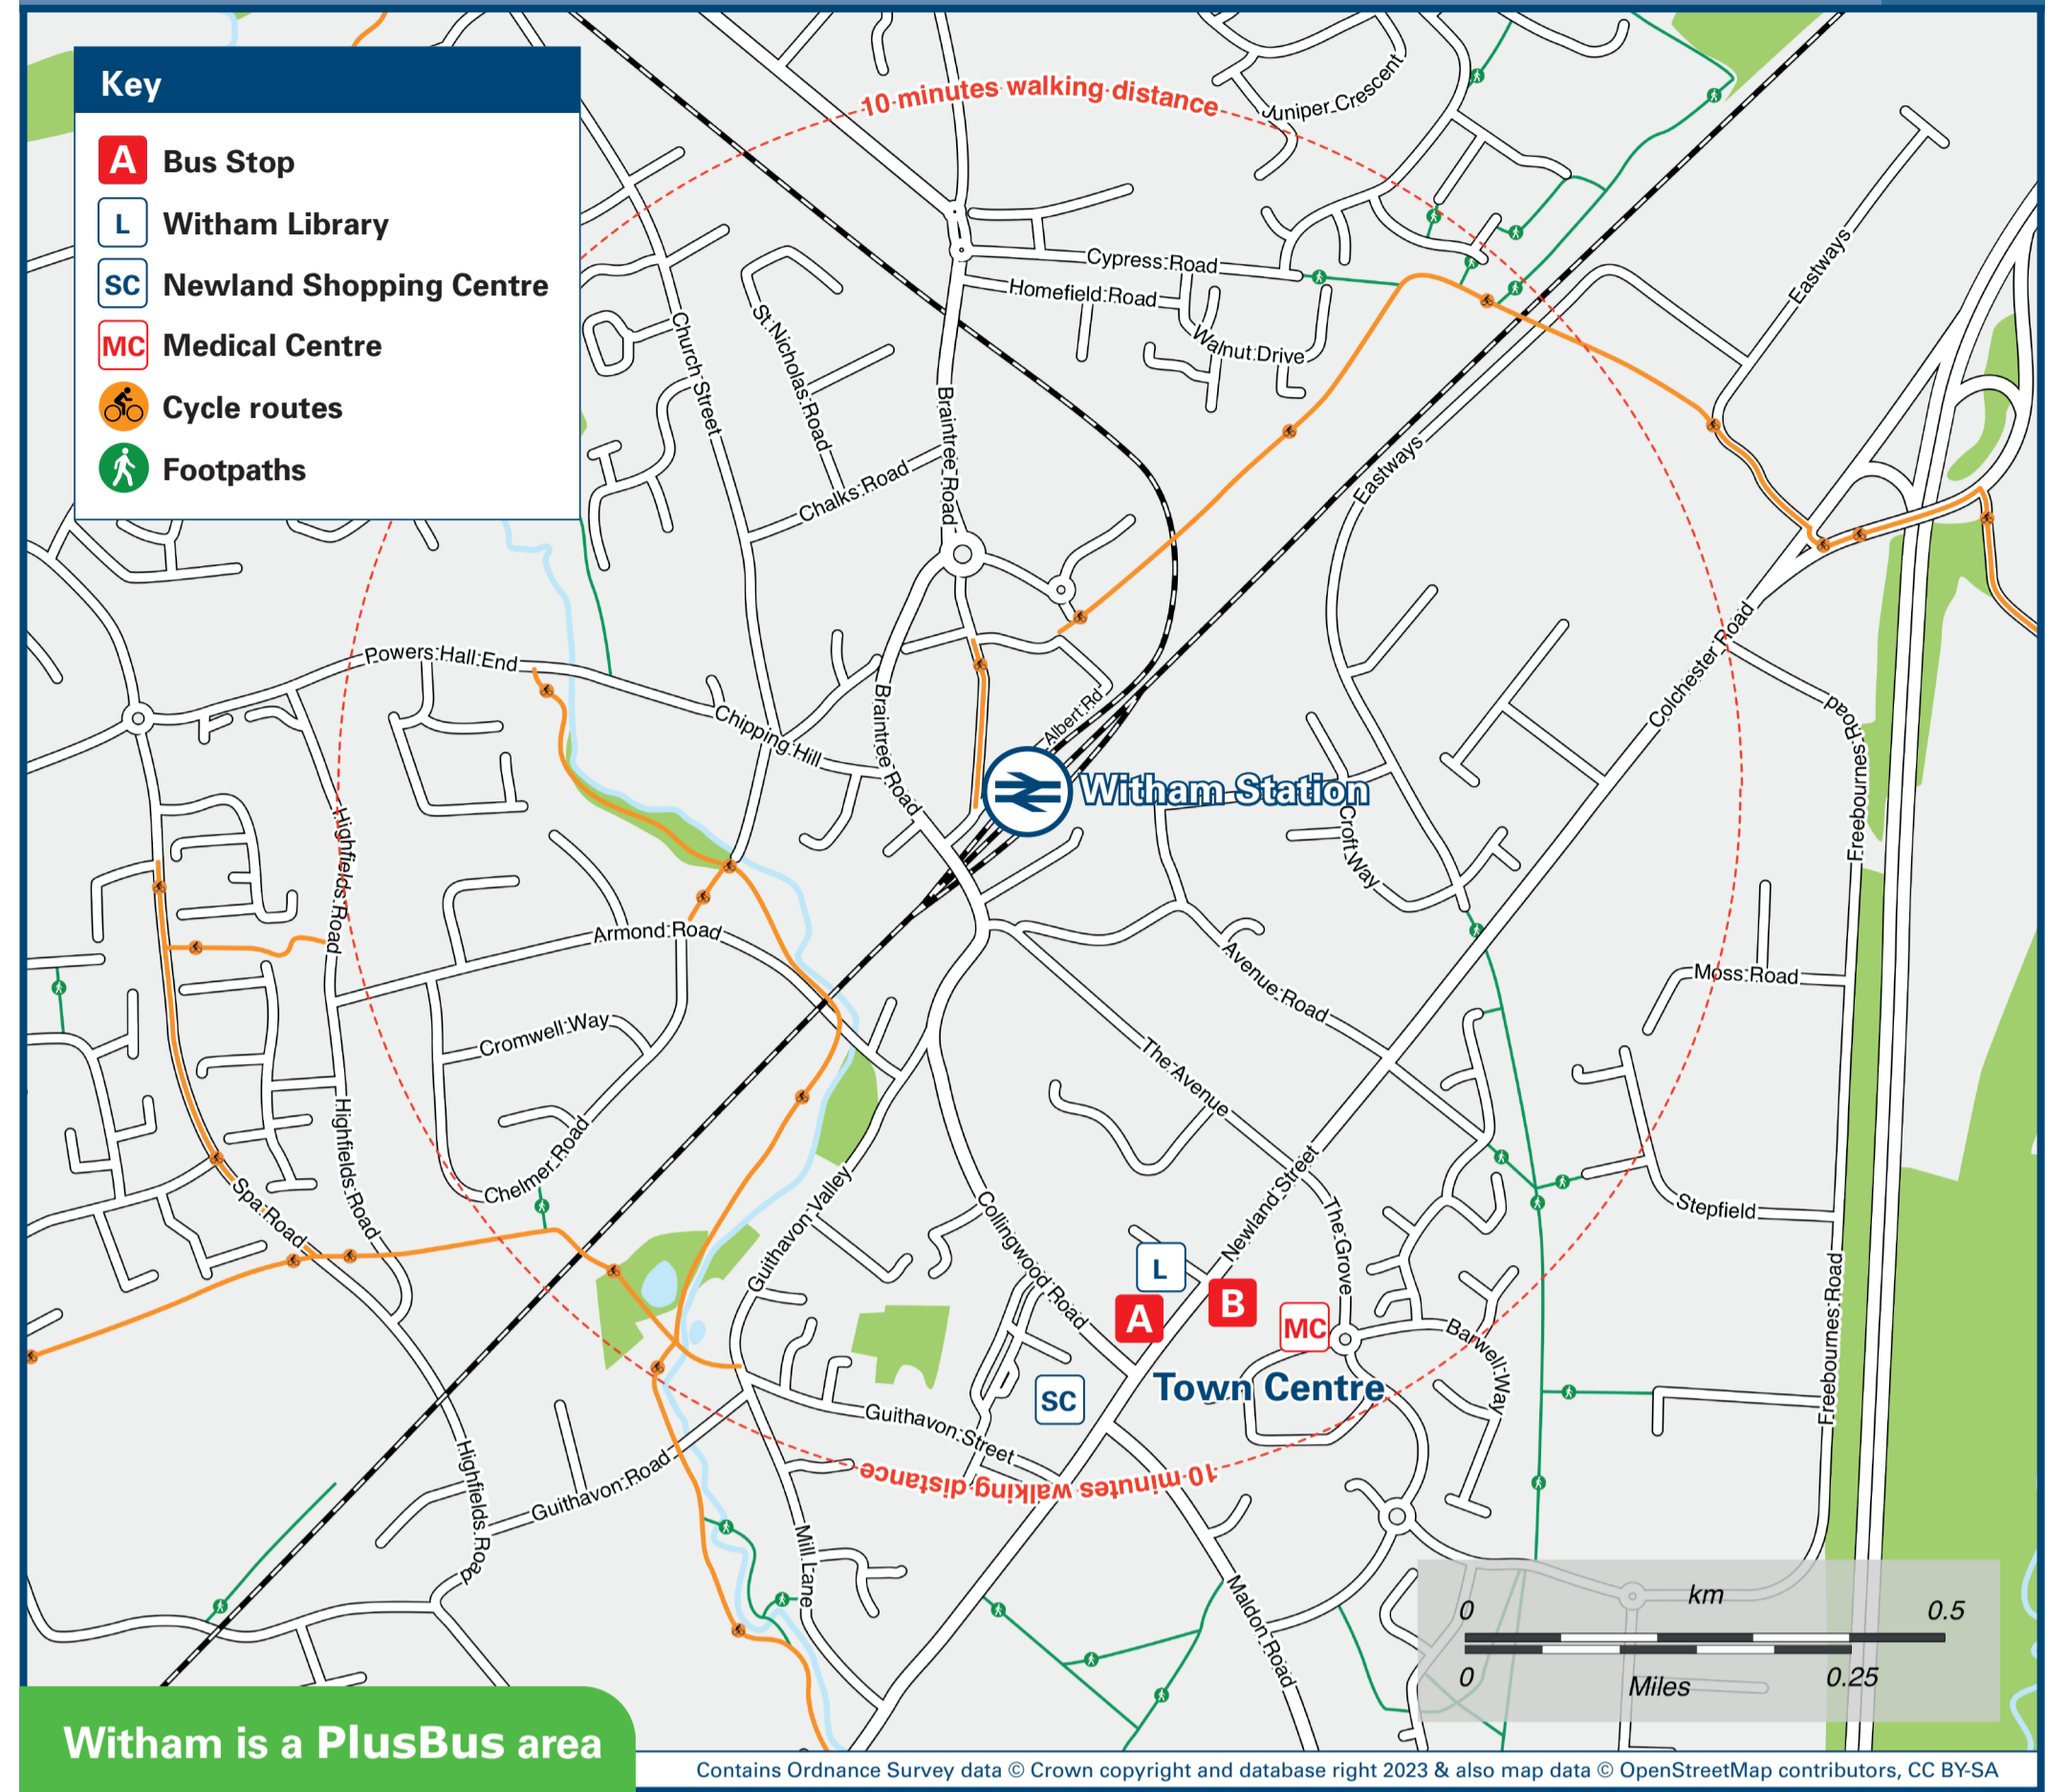 Key
A Bus Stop
L Witham Library
SC Newland Shopping Centre
MC Medical Centre
Cycle routes
Footpaths
10 minutes walking distance
Juniper Crescent
Cypress Road
Homefield Road
Walnut Drive
Eastways
Church Street
St Nicholas Road
Braintree Road
Chalks Road
Eastways
Powers Hall End
Chipping Hill
Braintree Road
Albert Rd
Witham Station
Colchester Road
Freebournes Road
Freebournes Road
Croft Way
Highfields Road
Armond Road
Avenue Road
Moss Road
Cromwell Way
The Avenue
Highfields Road
Chelmer Road
Spa Road
Guithavon Valley
Collingwood Road
Newland Street
The Grove
Stepfield
L
A
B
MC
Barwell Way
Freebournes Road
SC
Town Centre
Guithavon Street
10 minutes walking distance
Highfields Road
Guithavon Road
Mill Lane
Maldon Road
km
0 0.5
0 0.25
Miles
Witham is a PlusBus area
Contains Ordnance Survey data © Crown copyright and database right 2023 & also map data © OpenStreetMap contributors, CC BY-SA